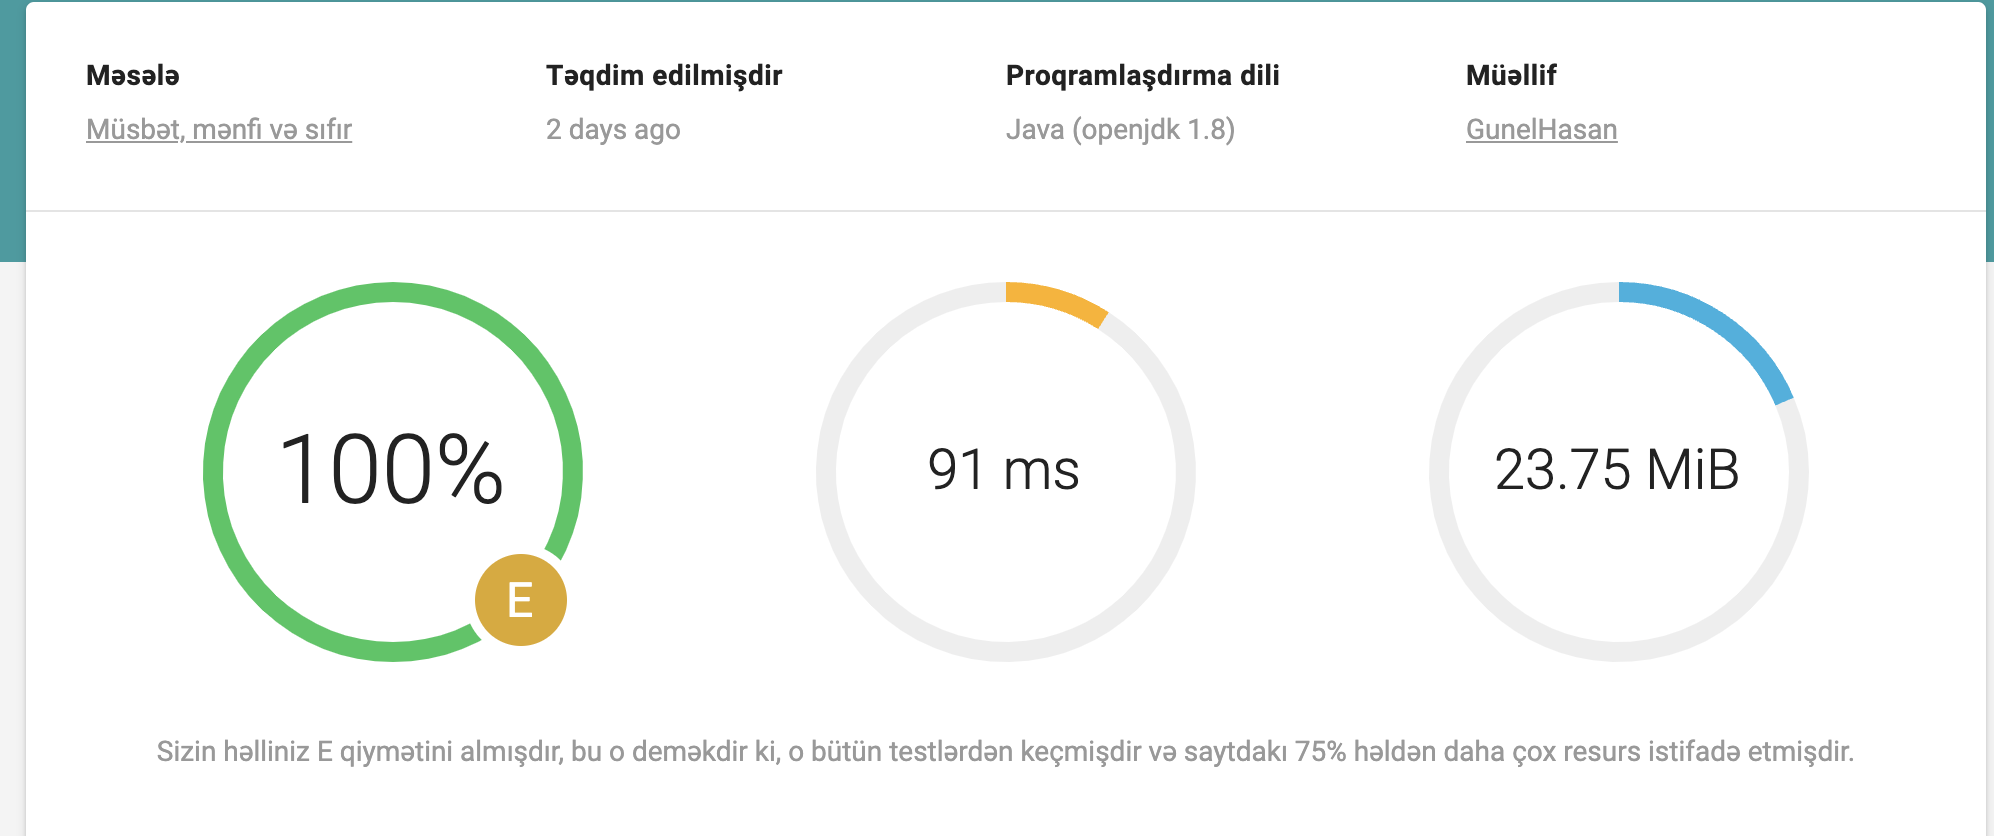 Məsələ
Təqdim edilmişdir
Proqramlaşdırma dili
Müəllif
Müsbət, mənfi və sıfır
2 days ago
Java (openjdk 1.8)
GunelHasan
100%
E
91 ms
23.75 MiB
Sizin həlliniz E qiymətini almışdır, bu o deməkdir ki, o bütün testlərdən keçmişdir və saytdakı 75% həldən daha çox resurs istifadə etmişdir.